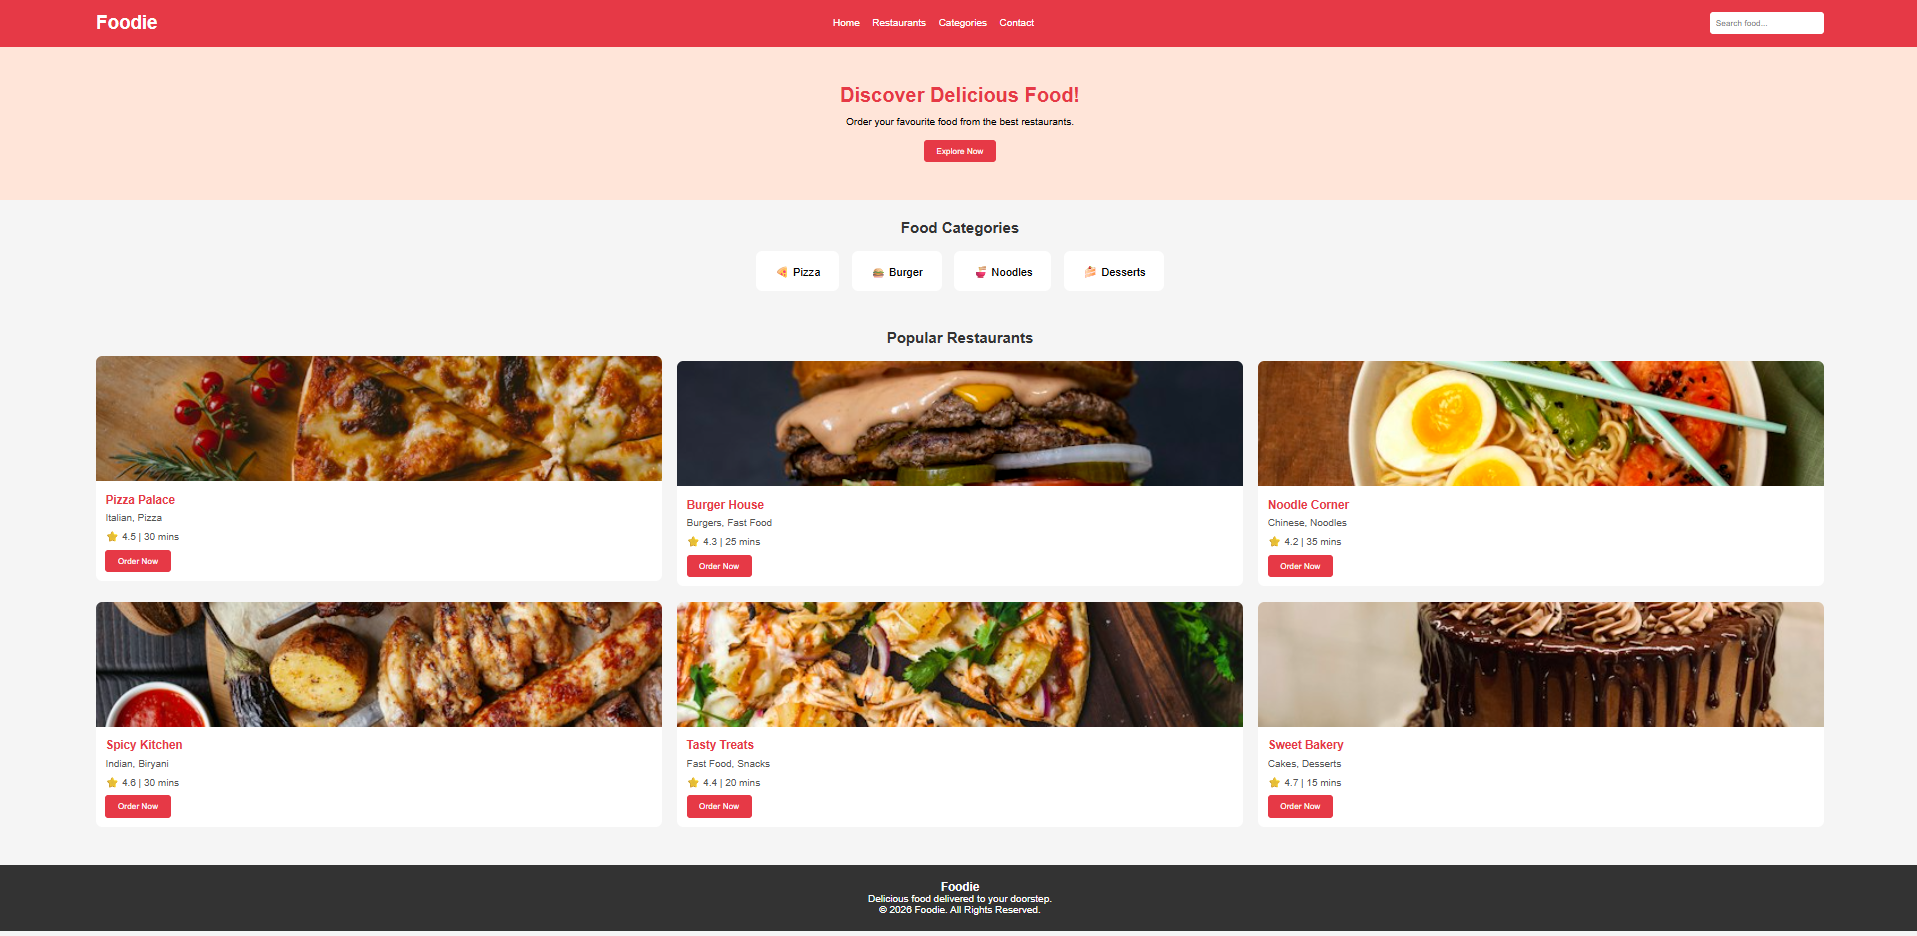 Foodie
Home Restaurants Categories Contact
Search food...
Discover Delicious Food!
Order your favourite food from the best restaurants.
Explore Now
Food Categories
Pizza
Burger
Noodles
Desserts
Popular Restaurants
Pizza Palace
Italian, Pizza
4.5 | 30 mins
Order Now
Burger House
Burgers, Fast Food
4.3 | 25 mins
Order Now
Noodle Corner
Chinese, Noodles
4.2 | 35 mins
Order Now
Spicy Kitchen
Indian, Biryani
4.6 | 30 mins
Order Now
Tasty Treats
Fast Food, Snacks
4.4 | 20 mins
Order Now
Sweet Bakery
Cakes, Desserts
4.7 | 15 mins
Order Now
Foodie
Delicious food delivered to your doorstep.
© 2026 Foodie. All Rights Reserved.